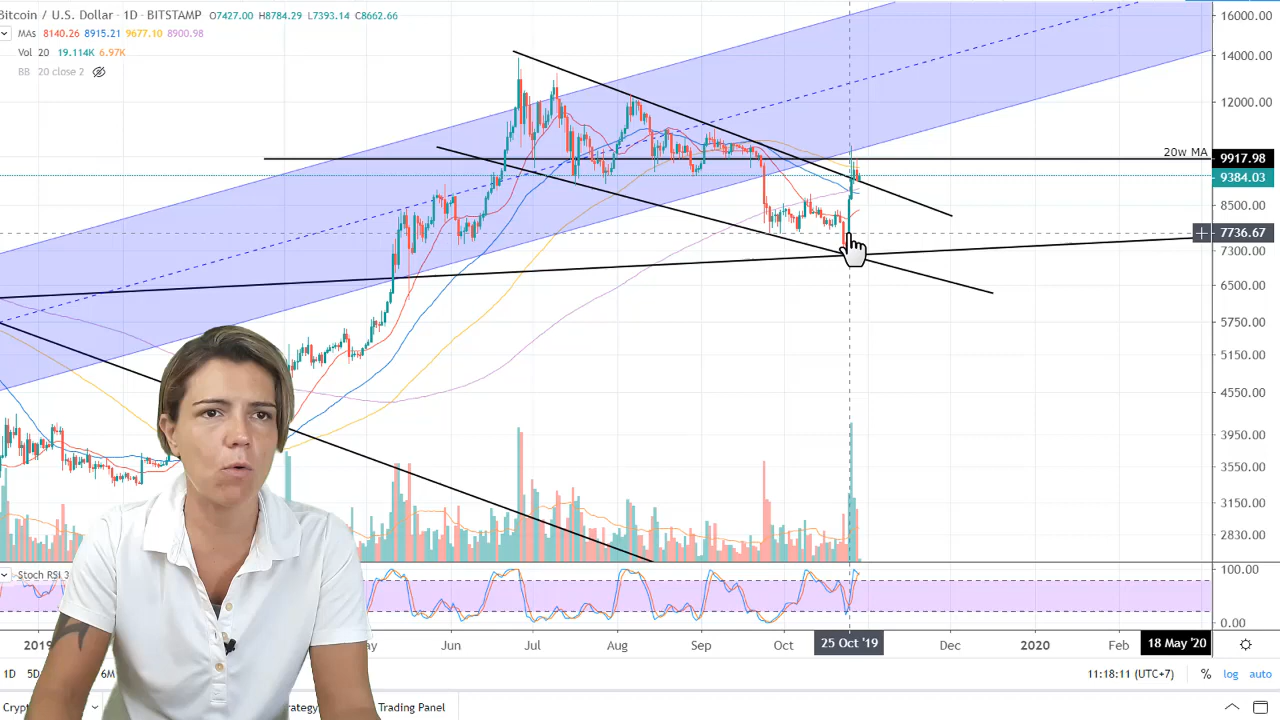 Bitcoin / U.S. Dollar · 1D · BITSTAMP O7427.00 H8784.29 L7393.14 C8662.66
MAs 8140.26 8915.21 9677.10 8900.98
Vol 20 19.114K 6.97K
BB 20 close 2
16000.00
14000.00
12000.00
20w MA 9917.98
9384.03
8500.00
7736.67
7300.00
6500.00
5750.00
5150.00
4550.00
3950.00
3550.00
3150.00
2830.00
Stoch RSI 3
100.00
0.00
2019 ay Jun Jul Aug Sep Oct 25 Oct '19 Dec 2020 Feb 18 May '20
1D 5D 6M 11:18:11 (UTC+7) % log auto
Crypt rategy Trading Panel